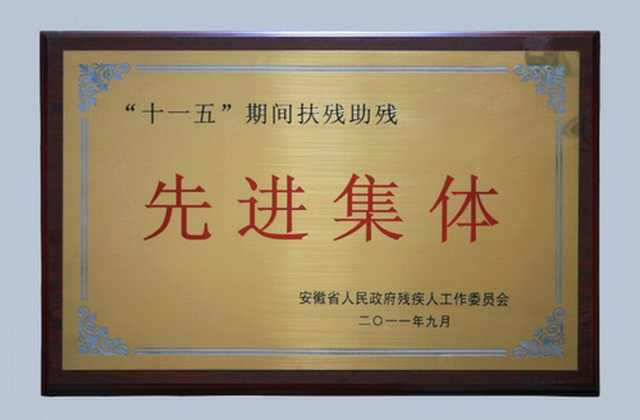 “十一五”期间扶残助残
先进集体
安徽省人民政府残疾人工作委员会
二〇一一年九月